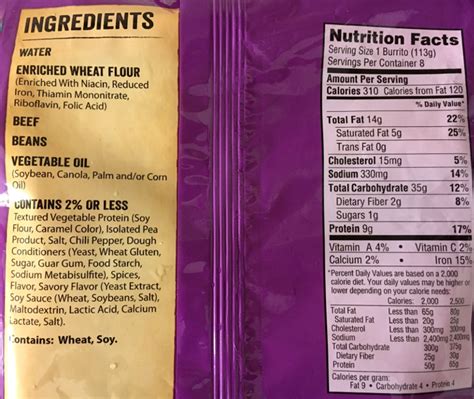 INGREDIENTS
WATER
ENRICHED WHEAT FLOUR
(Enriched With Niacin, Reduced
Iron, Thiamin Mononitrate,
Riboflavin, Folic Acid)
BEEF
BEANS
VEGETABLE OIL
(Soybean, Canola, Palm and/or Corn
Oil)
CONTAINS 2% OR LESS
Textured Vegetable Protein (Soy
Flour, Caramel Color), Isolated Pea
Product, Salt, Chili Pepper, Dough
Conditioners (Yeast, Wheat Gluten,
Sugar, Guar Gum, Food Starch,
Sodium Metabisulfite), Spices,
Flavor, Savory Flavor (Yeast Extract,
Soy Sauce (Wheat, Soybeans, Salt),
Maltodextrin, Lactic Acid, Calcium
Lactate, Salt).
Contains: Wheat, Soy.
Nutrition Facts
Serving Size 1 Burrito (113g)
Servings Per Container 8
Amount Per Serving
Calories 310 Calories from Fat 120
% Daily Value*
Total Fat 14g 22%
Saturated Fat 5g 25%
Trans Fat 0g
Cholesterol 15mg 5%
Sodium 330mg 14%
Total Carbohydrate 35g 12%
Dietary Fiber 2g 8%
Sugars 1g
Protein 9g 17%
Vitamin A 4% • Vitamin C 2%
Calcium 2% • Iron 15%
*Percent Daily Values are based on a 2,000
calorie diet. Your daily values may be higher or
lower depending on your calorie needs:
Calories: 2,000 2,500
Total Fat Less than 65g 80g
Saturated Fat Less than 20g 25g
Cholesterol Less than 300mg 300mg
Sodium Less than 2,400mg 2,400mg
Total Carbohydrate 300g 375g
Dietary Fiber 25g 30g
Protein 50g 65g
Calories per gram:
Fat 9 • Carbohydrate 4 • Protein 4